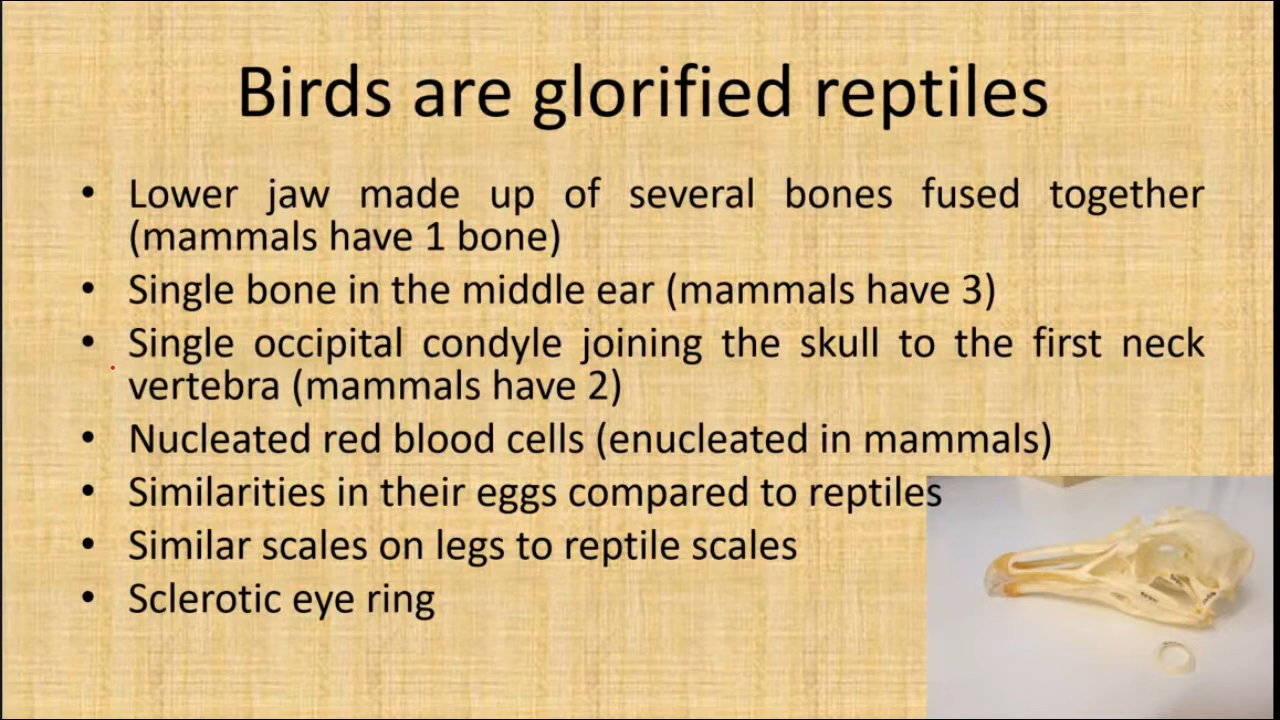 Birds are glorified reptiles
• Lower jaw made up of several bones fused together
(mammals have 1 bone)
• Single bone in the middle ear (mammals have 3)
• Single occipital condyle joining the skull to the first neck
vertebra (mammals have 2)
• Nucleated red blood cells (enucleated in mammals)
• Similarities in their eggs compared to reptiles
• Similar scales on legs to reptile scales
• Sclerotic eye ring